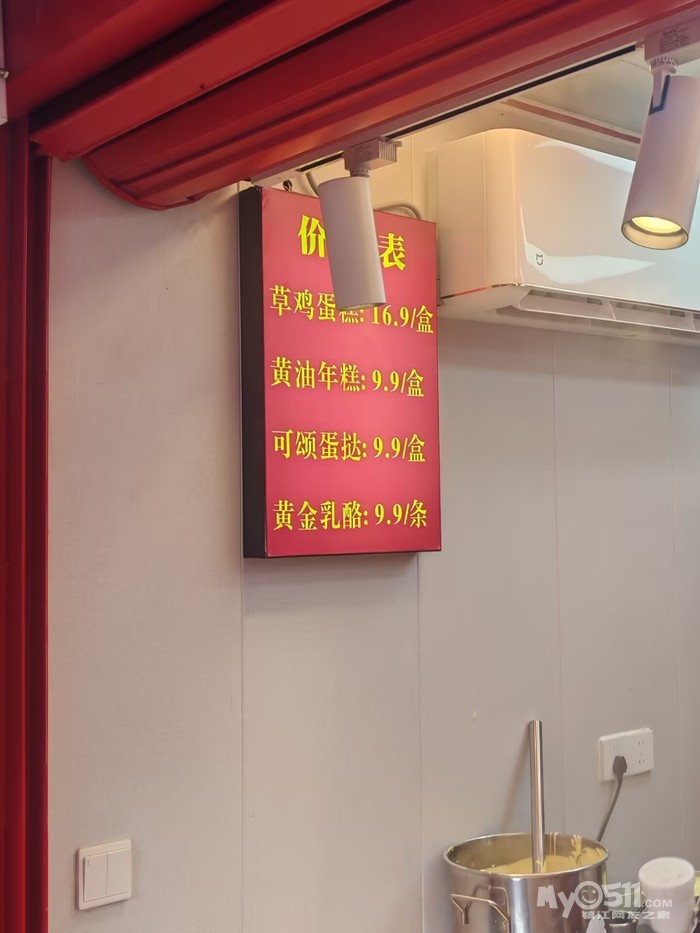 价 表
草鸡蛋糕: 16.9/盒
黄油年糕: 9.9/盒
可颂蛋挞: 9.9/盒
黄金乳酪: 9.9/条
My0511.COM
镇江网友之家